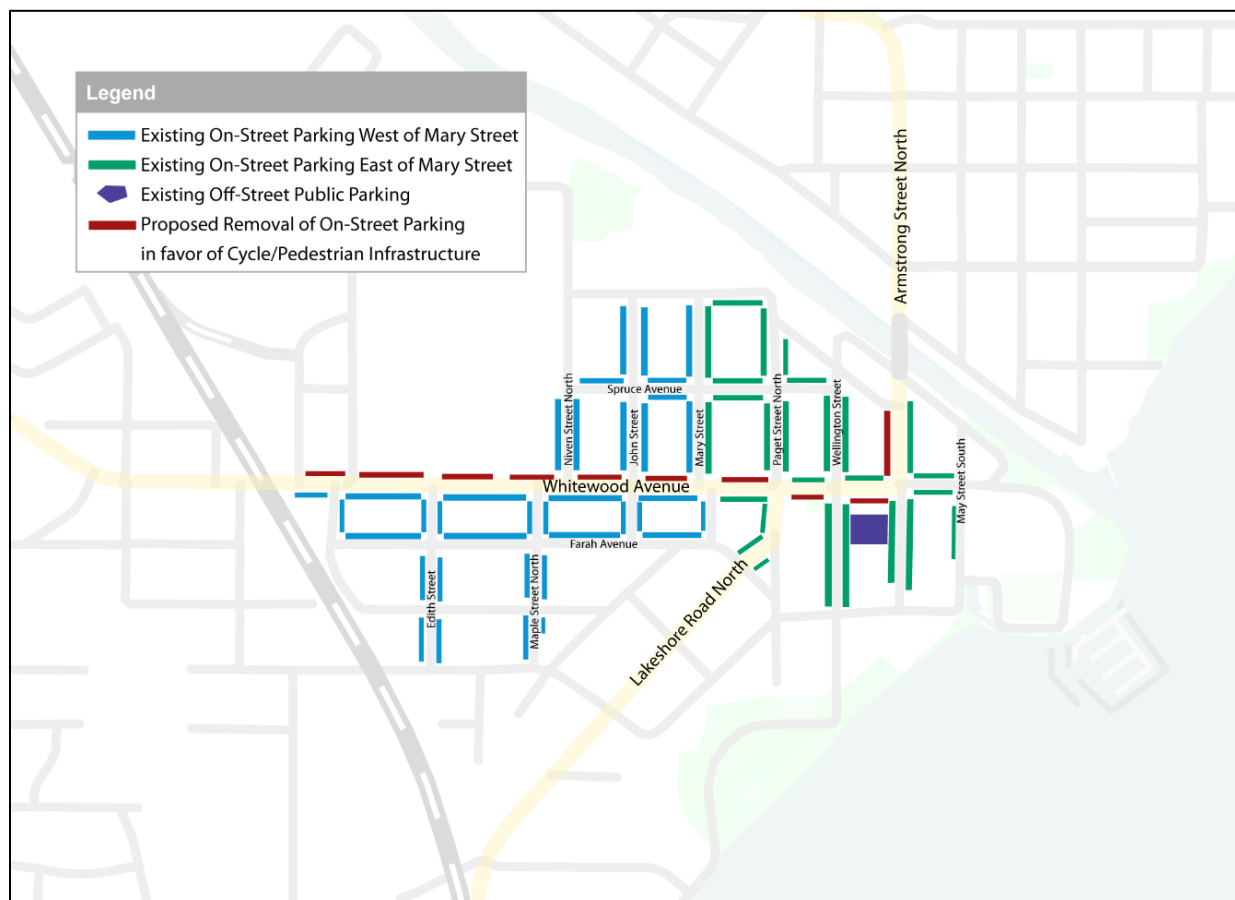 Legend
Existing On-Street Parking West of Mary Street
Existing On-Street Parking East of Mary Street
Existing Off-Street Public Parking
Proposed Removal of On-Street Parking
in favor of Cycle/Pedestrian Infrastructure
Armstrong Street North
Spruce Avenue
Niven Street North
John Street
Mary Street
Paget Street North
Wellington Street
May Street South
Whitewood Avenue
Farah Avenue
Edith Street
Maple Street North
Lakeshore Road North